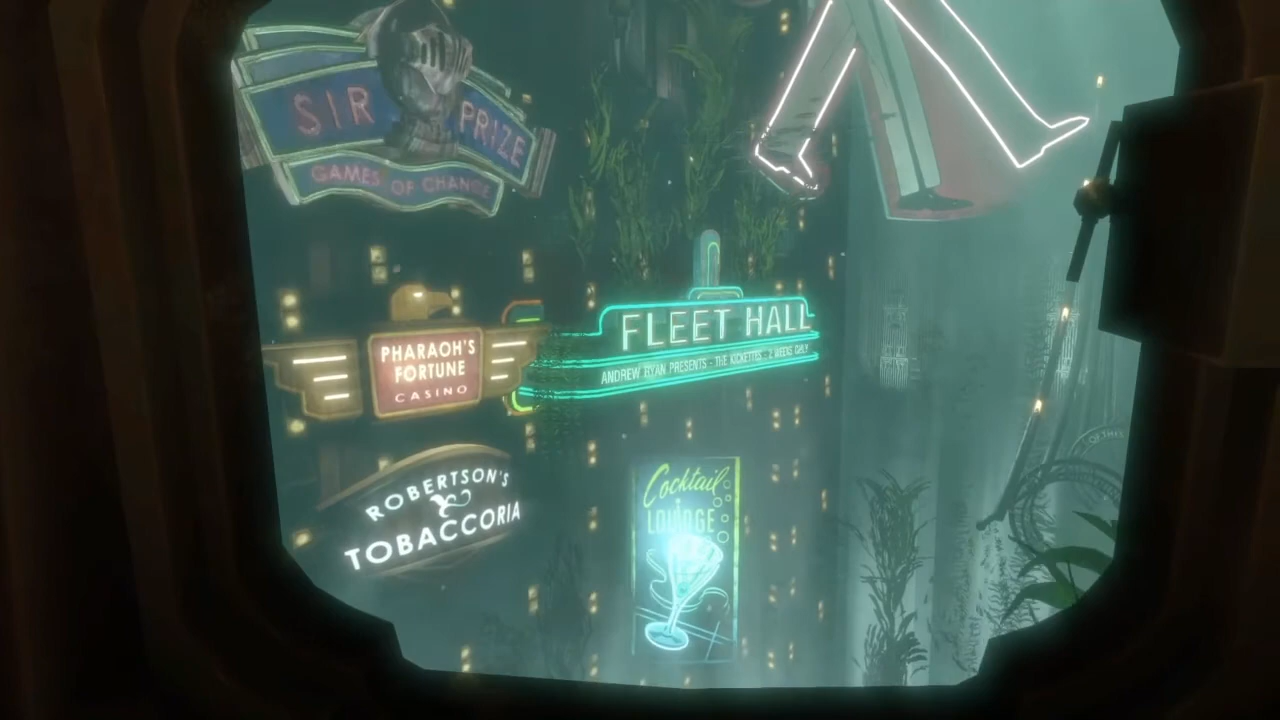 SIR PRIZE
GAMES OF CHANCE
FLEET HALL
ANDREW RYAN PRESENTS - THE KICKETTES - 2 WEEKS ONLY
PHARAOH'S
FORTUNE
CASINO
ROBERTSON'S
TOBACCORIA
Cocktail
LOUNGE